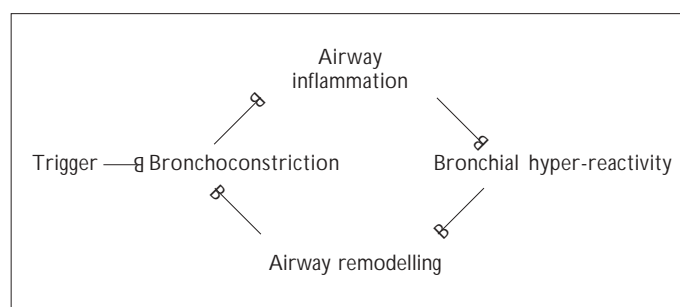 Airway
inflammation
Trigger Bronchoconstriction Bronchial hyper-reactivity
Airway remodelling